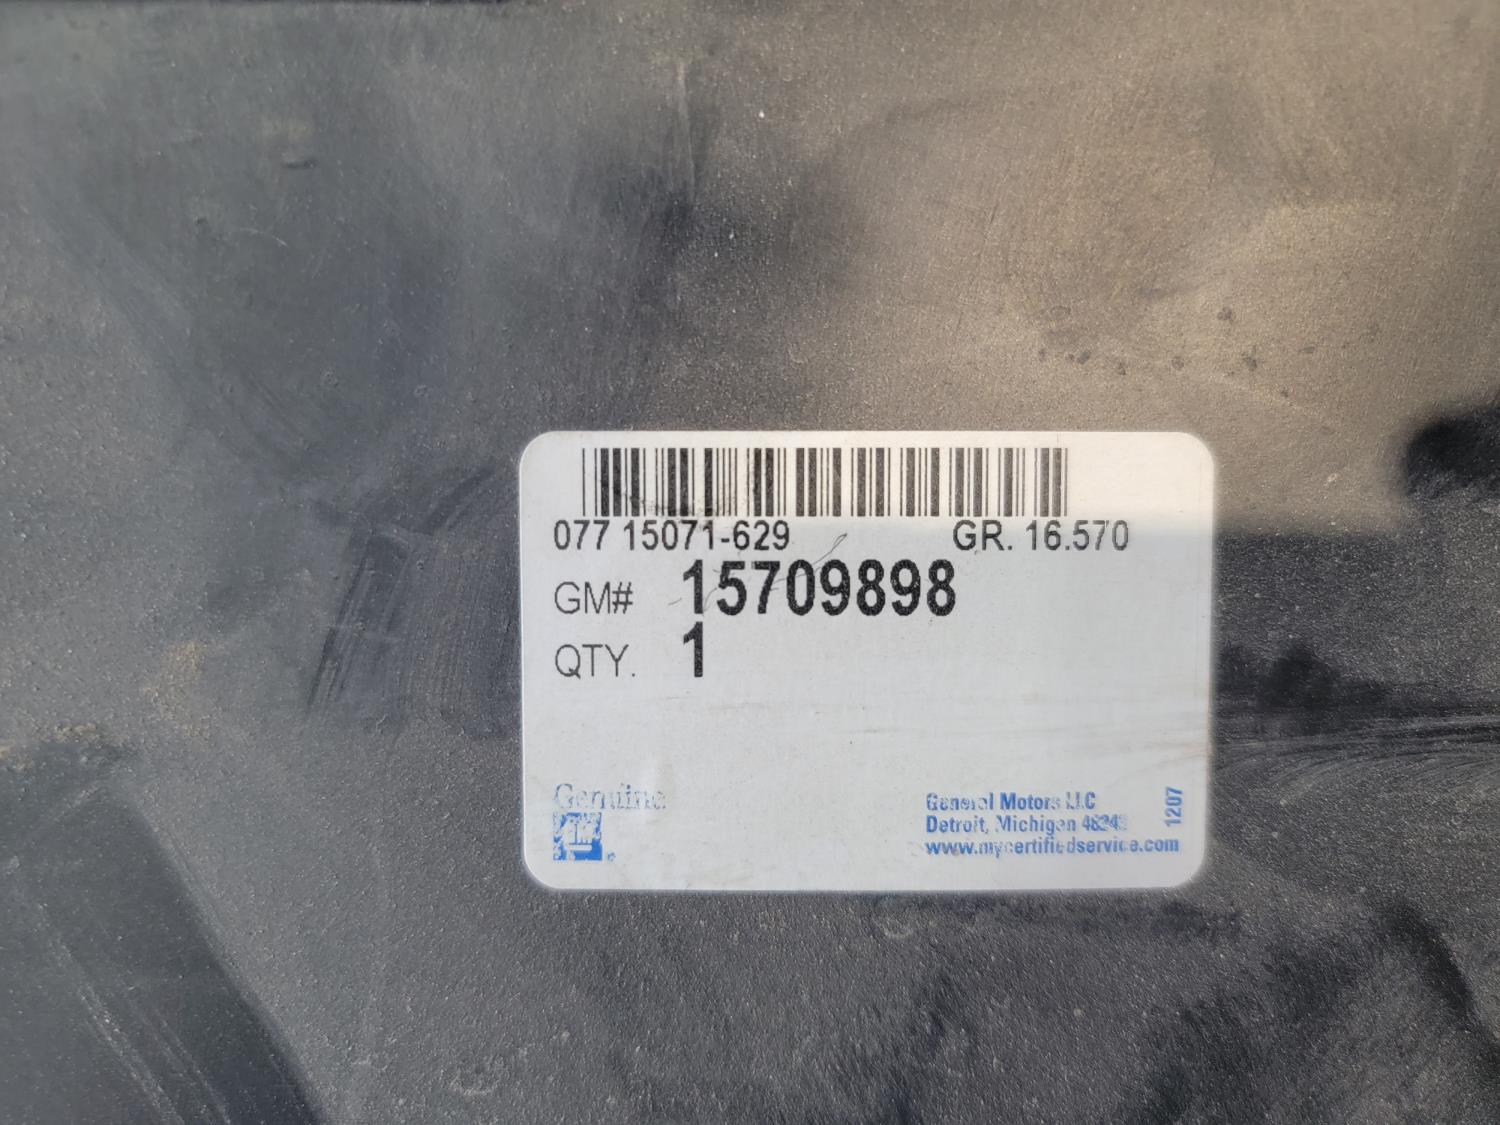 077 15071-629 GR. 16.570
GM# 15709898
QTY. 1
Genuine
GM
General Motors LLC
Detroit, Michigan
www.mycertifiedservice.com
1207